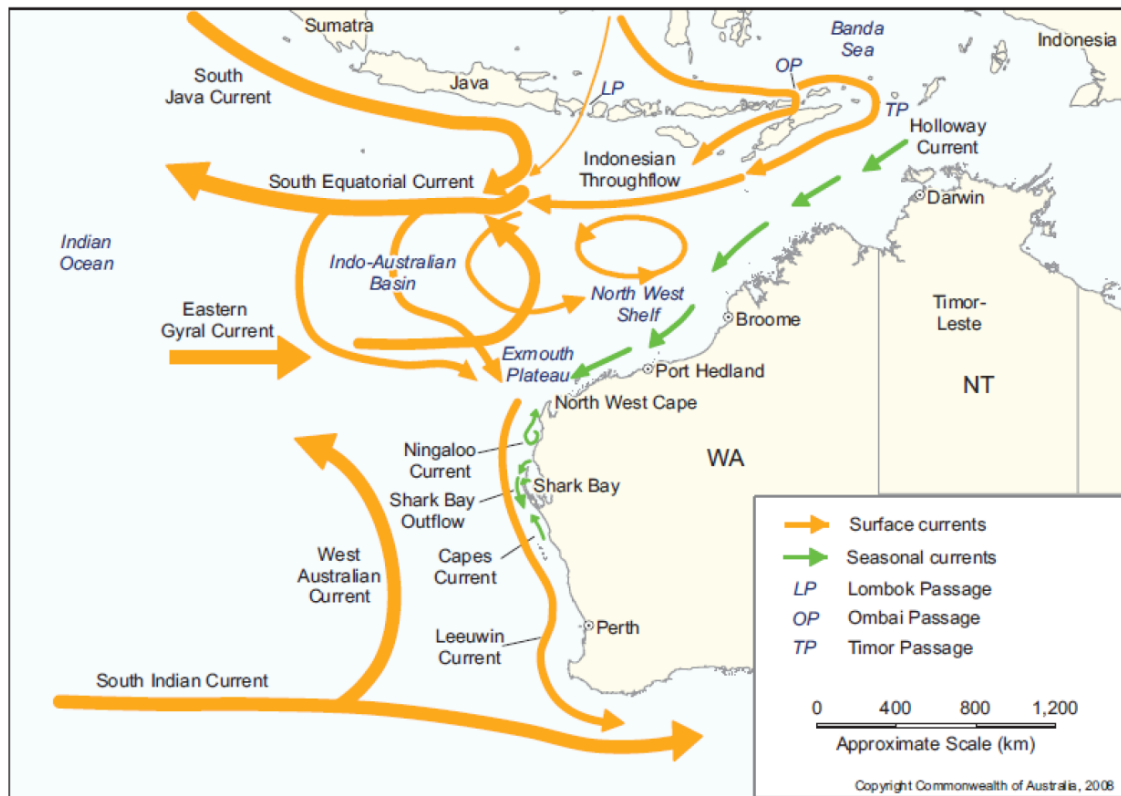 Sumatra
Banda
Sea
Indonesia
South
Java Current
Java
LP
OP
TP
Holloway
Current
Indonesian
Throughflow
South Equatorial Current
Darwin
Indian
Ocean
Indo-Australian
Basin
North West
Shelf
Eastern
Gyral Current
Broome
Timor-
Leste
Exmouth
Plateau
Port Hedland
NT
North West Cape
Ningaloo
Current
WA
Shark Bay
Shark Bay
Outflow
Capes
Current
West
Australian
Current
Leeuwin
Current
Perth
South Indian Current
Surface currents
Seasonal currents
LP Lombok Passage
OP Ombai Passage
TP Timor Passage
0 400 800 1,200
Approximate Scale (km)
Copyright Commonwealth of Australia, 2008